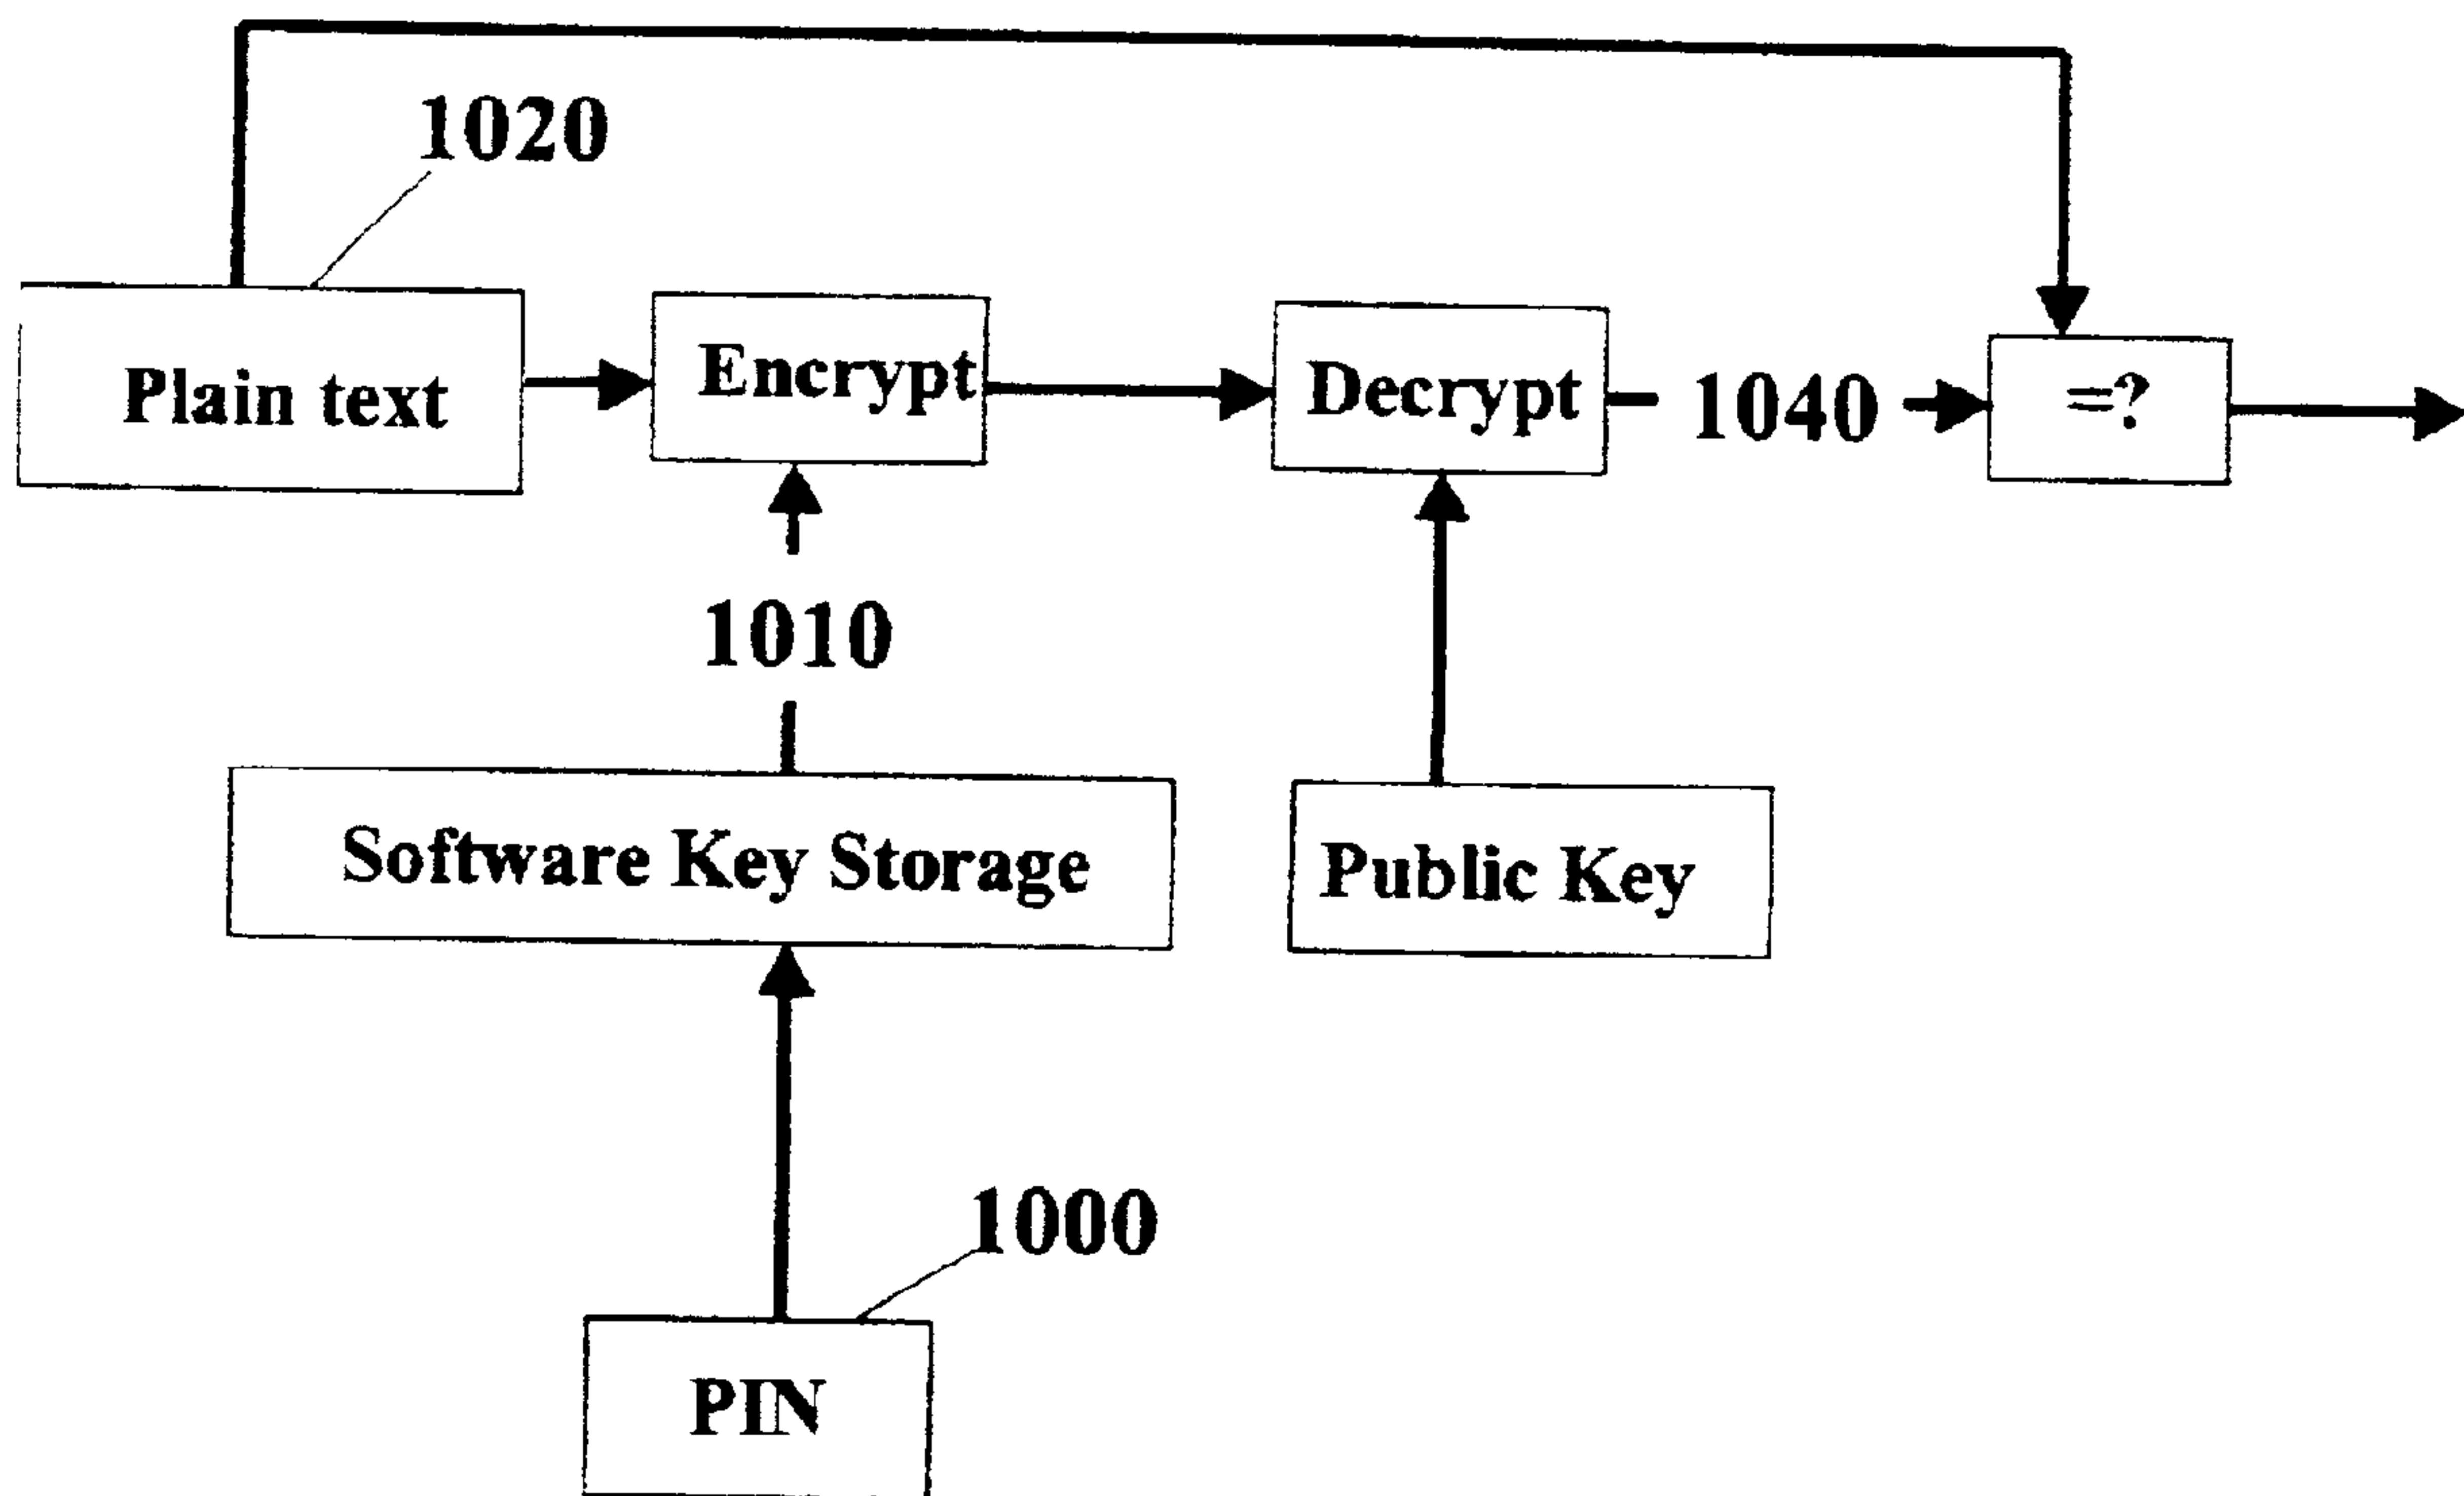 1020
Plain text
Encrypt
Decrypt
1040
=?
1010
Software Key Storage
Public Key
1000
PIN